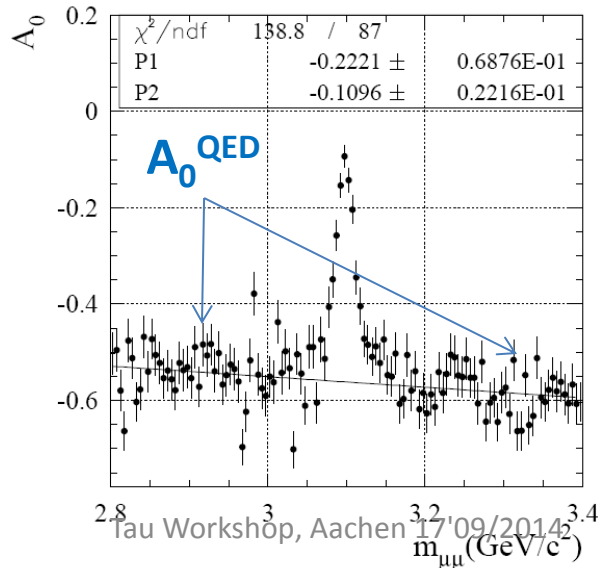 A₀
0.2
0
-0.2
-0.4
-0.6
χ²/ndf 138.8 / 87
P1 -0.2221 ± 0.6876E-01
P2 -0.1096 ± 0.2216E-01
A₀QED
2.8 3 3.2 3.4
Tau Workshop, Aachen 17'09/2014
mμμ(GeV/c²)